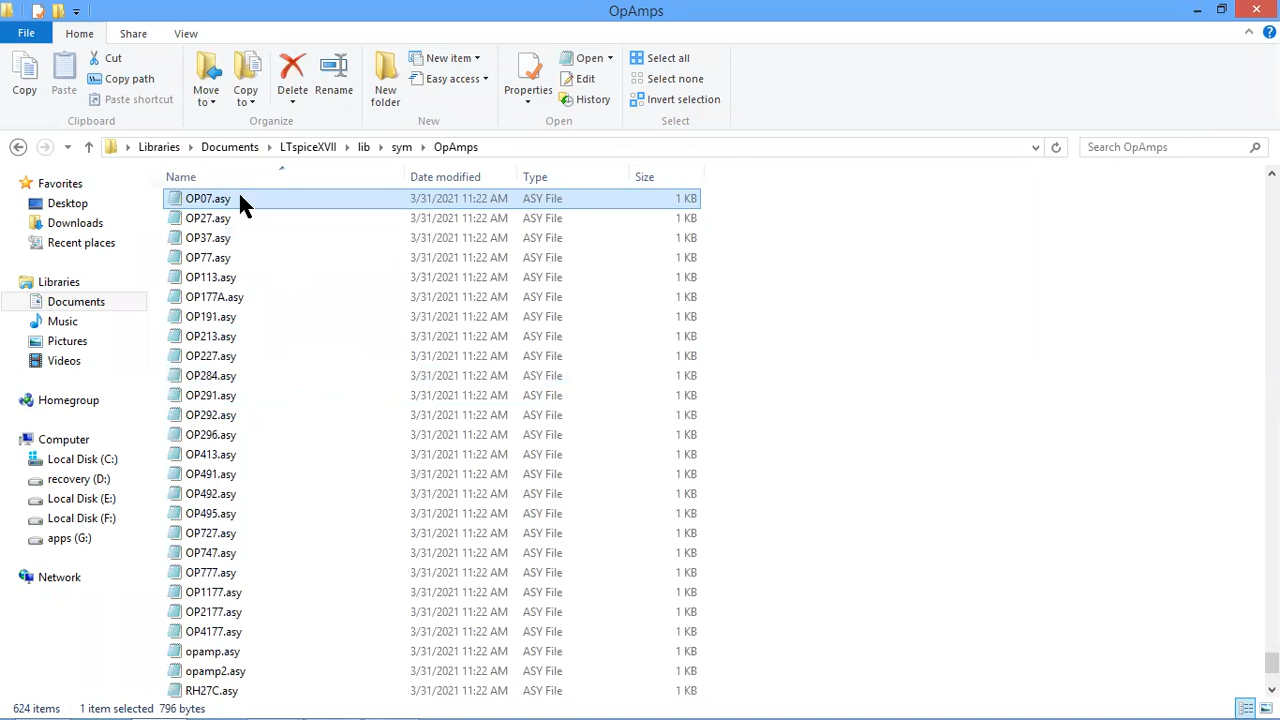 OpAmps
File Home Share View
Copy
Paste
Cut
Copy path
Paste shortcut
Clipboard
Move to
Copy to
Delete
Rename
Organize
New folder
New item
Easy access
New
Properties
Open
Edit
History
Open
Select all
Select none
Invert selection
Select
Libraries Documents LTspiceXVII lib sym OpAmps
Search OpAmps
Favorites
Desktop
Downloads
Recent places
Libraries
Documents
Music
Pictures
Videos
Homegroup
Computer
Local Disk (C:)
recovery (D:)
Local Disk (E:)
Local Disk (F:)
apps (G:)
Network
Name Date modified Type Size
OP07.asy 3/31/2021 11:22 AM ASY File 1 KB
OP27.asy 3/31/2021 11:22 AM ASY File 1 KB
OP37.asy 3/31/2021 11:22 AM ASY File 1 KB
OP77.asy 3/31/2021 11:22 AM ASY File 1 KB
OP113.asy 3/31/2021 11:22 AM ASY File 1 KB
OP177A.asy 3/31/2021 11:22 AM ASY File 1 KB
OP191.asy 3/31/2021 11:22 AM ASY File 1 KB
OP213.asy 3/31/2021 11:22 AM ASY File 1 KB
OP227.asy 3/31/2021 11:22 AM ASY File 1 KB
OP284.asy 3/31/2021 11:22 AM ASY File 1 KB
OP291.asy 3/31/2021 11:22 AM ASY File 1 KB
OP292.asy 3/31/2021 11:22 AM ASY File 1 KB
OP296.asy 3/31/2021 11:22 AM ASY File 1 KB
OP413.asy 3/31/2021 11:22 AM ASY File 1 KB
OP491.asy 3/31/2021 11:22 AM ASY File 1 KB
OP492.asy 3/31/2021 11:22 AM ASY File 1 KB
OP495.asy 3/31/2021 11:22 AM ASY File 1 KB
OP727.asy 3/31/2021 11:22 AM ASY File 1 KB
OP747.asy 3/31/2021 11:22 AM ASY File 1 KB
OP777.asy 3/31/2021 11:22 AM ASY File 1 KB
OP1177.asy 3/31/2021 11:22 AM ASY File 1 KB
OP2177.asy 3/31/2021 11:22 AM ASY File 1 KB
OP4177.asy 3/31/2021 11:22 AM ASY File 1 KB
opamp.asy 3/31/2021 11:22 AM ASY File 1 KB
opamp2.asy 3/31/2021 11:22 AM ASY File 1 KB
RH27C.asy 3/31/2021 11:22 AM ASY File 1 KB
624 items 1 item selected 796 bytes